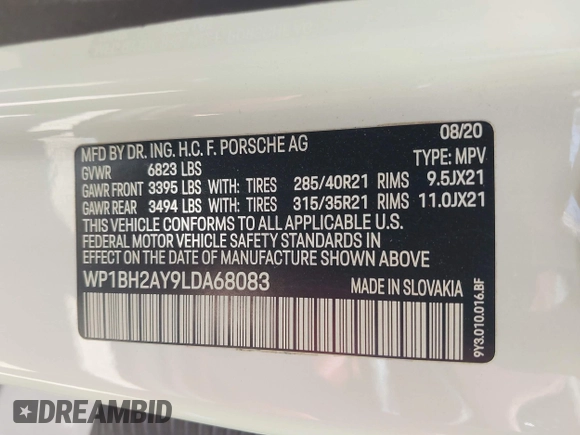 MFD BY DR. ING. H.C. F. PORSCHE AG 08/20
GVWR 6823 LBS TYPE: MPV
GAWR FRONT 3395 LBS WITH: TIRES 285/40R21 RIMS 9.5JX21
GAWR REAR 3494 LBS WITH: TIRES 315/35R21 RIMS 11.0JX21
THIS VEHICLE CONFORMS TO ALL APPLICABLE U.S.
FEDERAL MOTOR VEHICLE SAFETY STANDARDS IN
EFFECT ON THE DATE OF MANUFACTURE SHOWN ABOVE
WP1BH2AY9LDA68083 MADE IN SLOVAKIA
9Y3.010.016.BF
DREAMBID